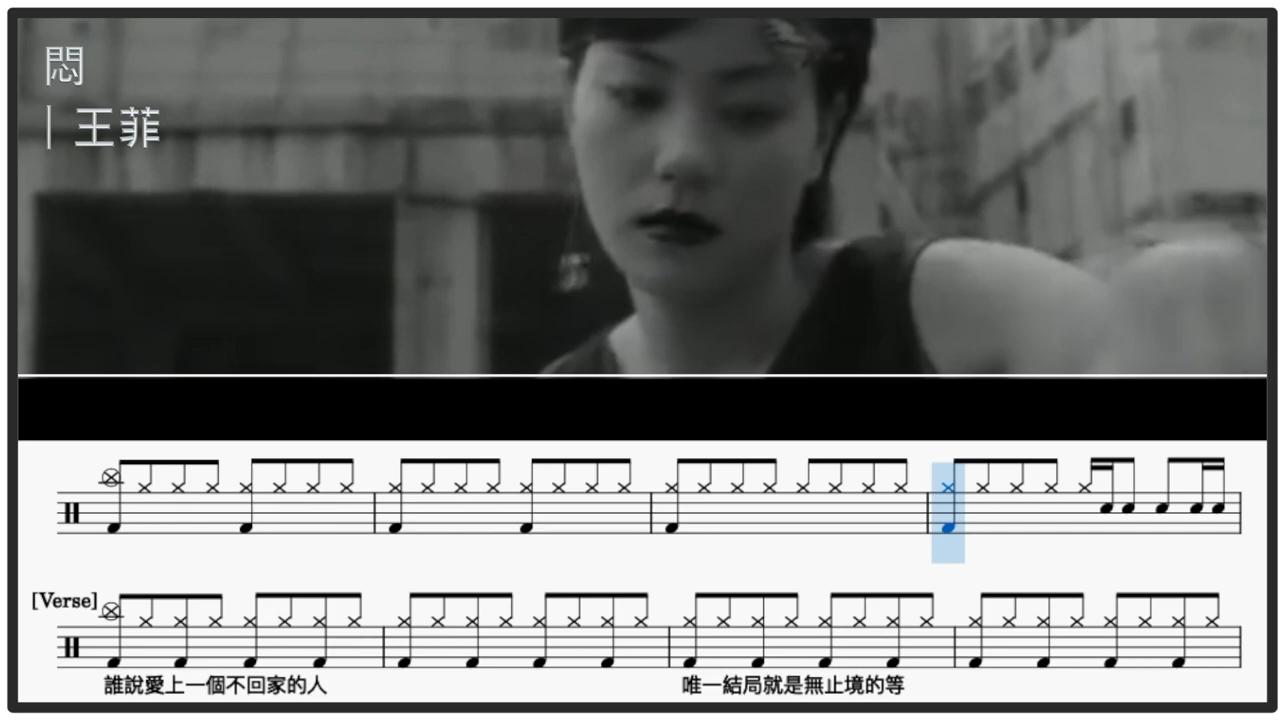 悶
| 王菲
[Verse]
誰說愛上一個不回家的人
唯一結局就是無止境的等